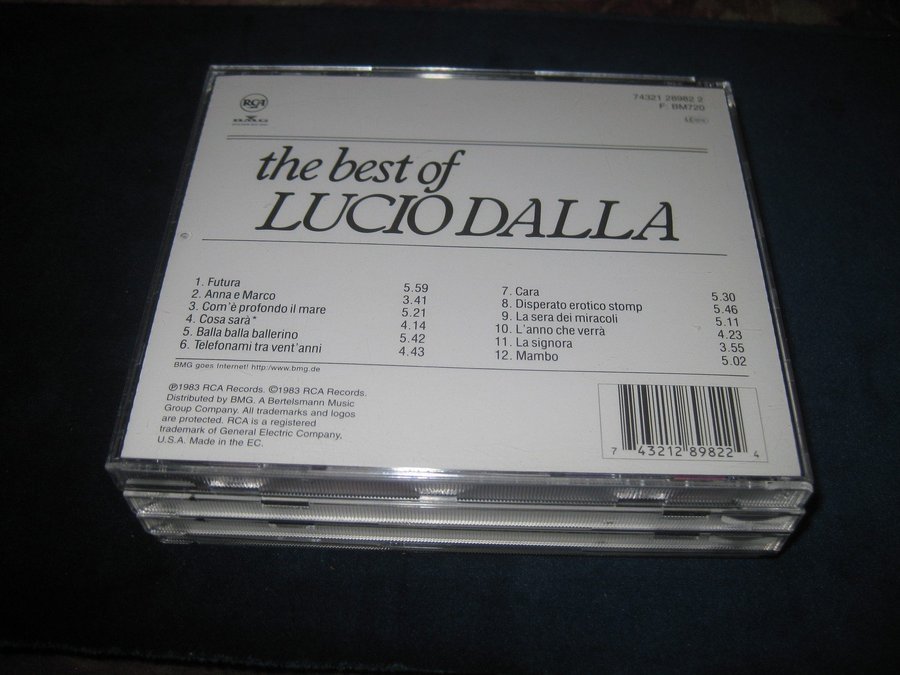 RCA
BMG
74321 28982 2
F: BM720
the best of
LUCIO DALLA
1. Futura 5.59
2. Anna e Marco 3.41
3. Com'è profondo il mare 5.21
4. Cosa sarà* 4.14
5. Balla balla ballerino 5.42
6. Telefonami tra vent'anni 4.43
7. Cara 5.30
8. Disperato erotico stomp 5.46
9. La sera dei miracoli 5.11
10. L'anno che verrà 4.23
11. La signora 3.55
12. Mambo 5.02
BMG goes Internet! http:/www.bmg.de
℗1983 RCA Records. ©1983 RCA Records.
Distributed by BMG. A Bertelsmann Music
Group Company. All trademarks and logos
are protected. RCA is a registered
trademark of General Electric Company,
U.S.A. Made in the EC.
7 43212 89822 4